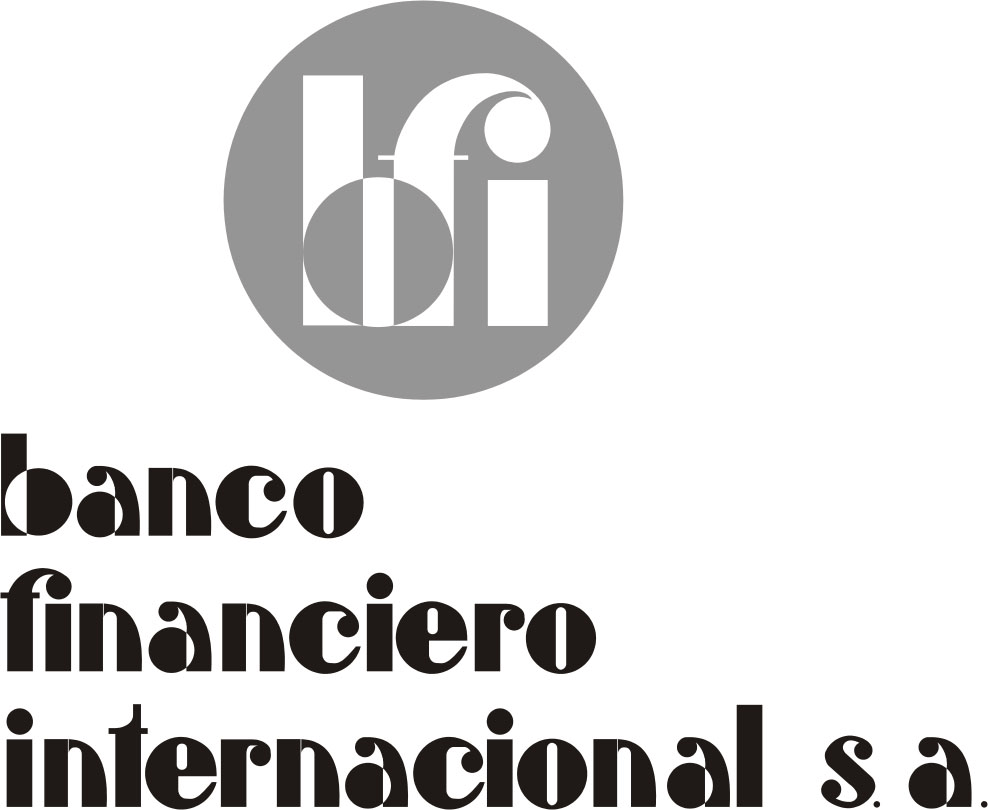 bfi
banco
financiero
internacional s.a.